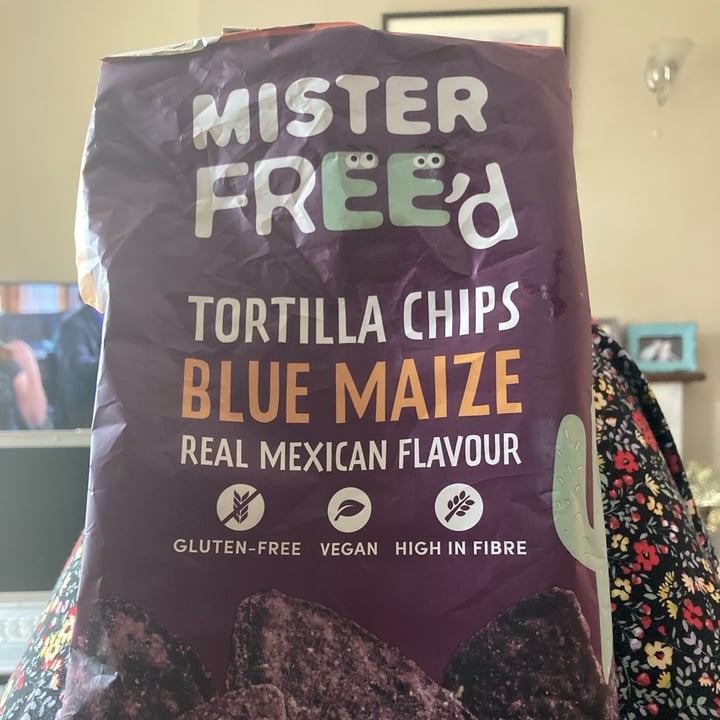 MISTER
FREE'd
TORTILLA CHIPS
BLUE MAIZE
REAL MEXICAN FLAVOUR
GLUTEN-FREE VEGAN HIGH IN FIBRE